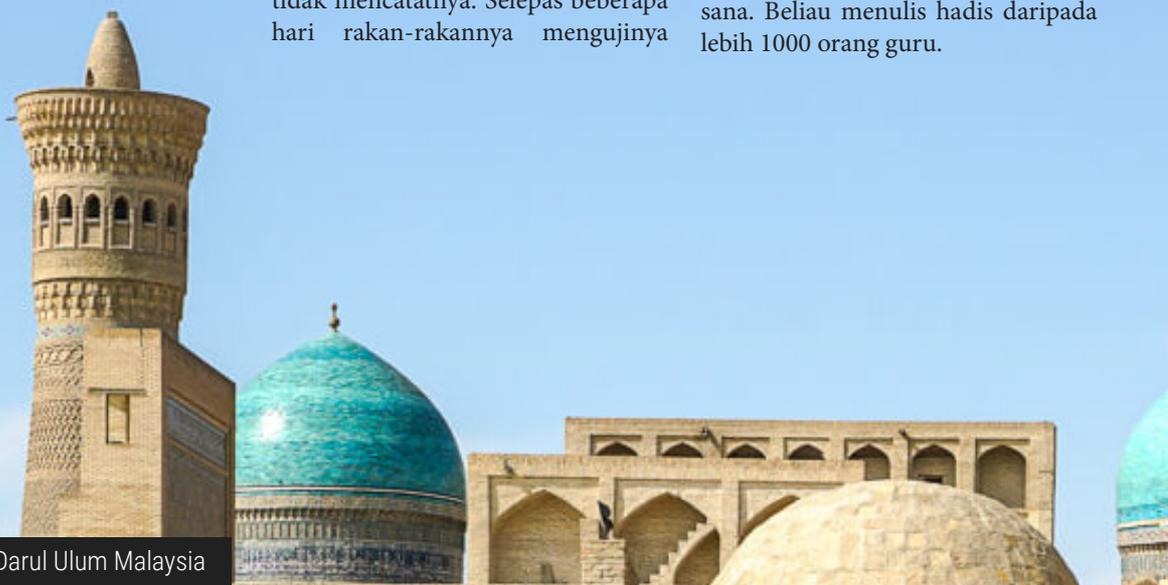 tidak mencatatnya. Selepas beberapa
hari rakan-rakannya mengujinya
sana. Beliau menulis hadis daripada
lebih 1000 orang guru.
Darul Ulum Malaysia